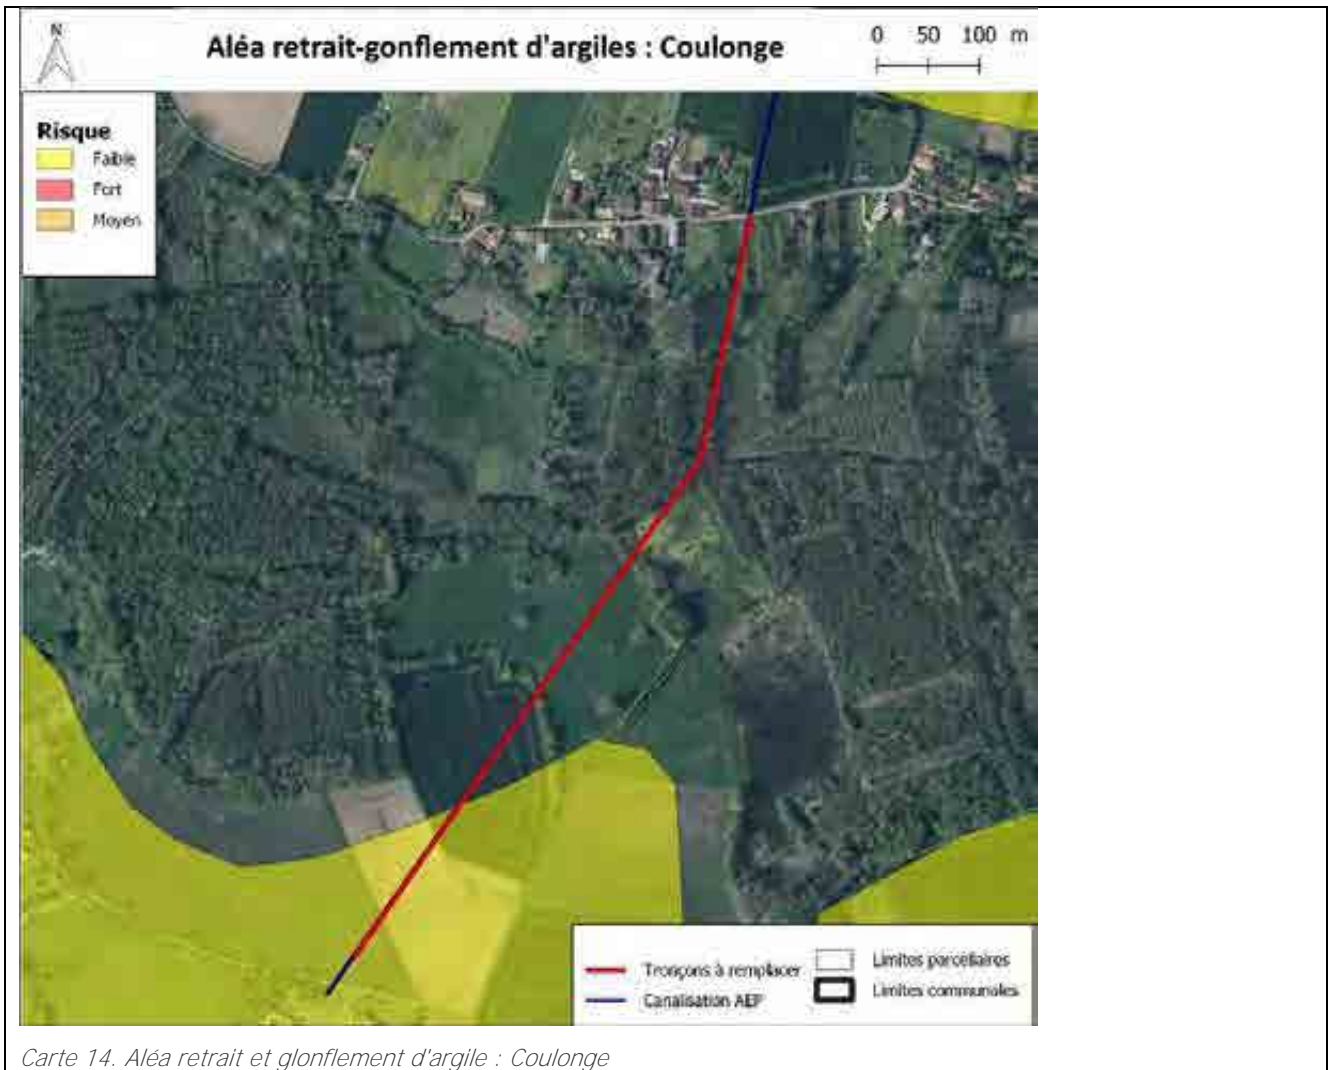 N
Aléa retrait-gonflement d'argiles : Coulonge
0 50 100 m
Risque
Faible
Fort
Moyen
Tronçons à remplacer
Canalisation AEP
Limites parcellaires
Limites communales
Carte 14. Aléa retrait et glonflement d'argile : Coulonge